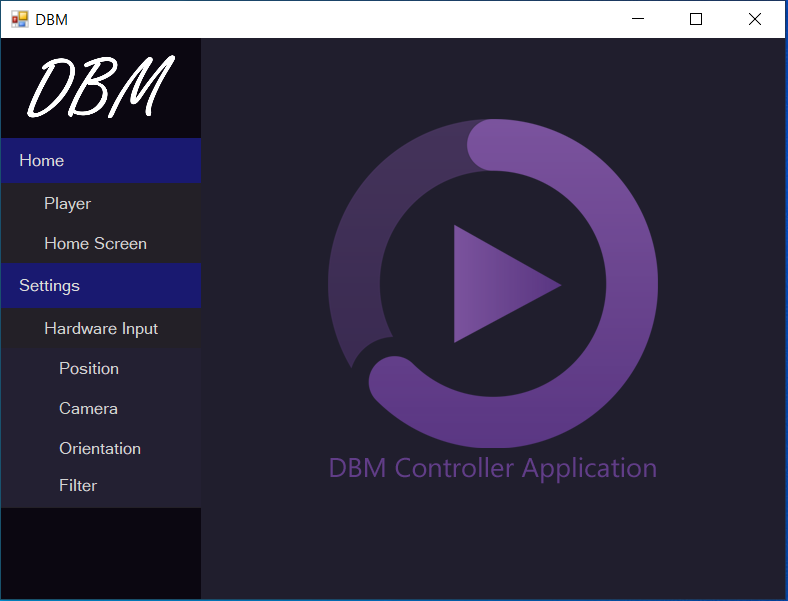 DBM
DBM
Home
Player
Home Screen
Settings
Hardware Input
Position
Camera
Orientation
Filter
DBM Controller Application